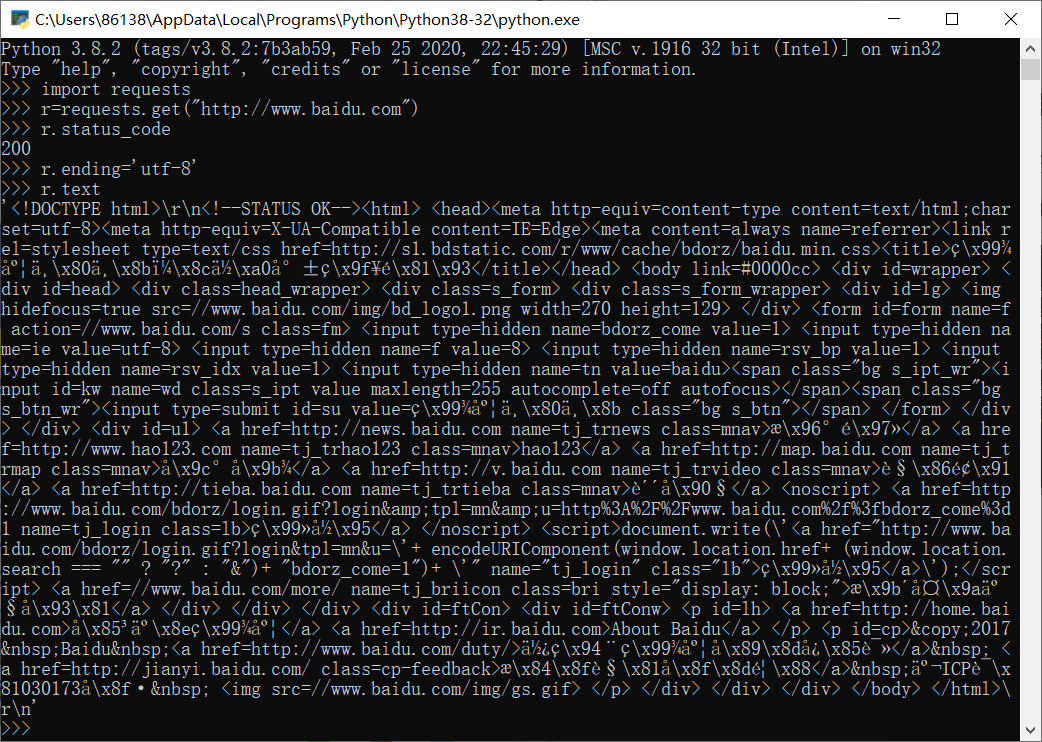 C:\Users\86138\AppData\Local\Programs\Python\Python38-32\python.exe
Python 3.8.2 (tags/v3.8.2:7b3ab59, Feb 25 2020, 22:45:29) [MSC v.1916 32 bit (Intel)] on win32
Type "help", "copyright", "credits" or "license" for more information.
>>> import requests
>>> r=requests.get("http://www.baidu.com")
>>> r.status_code
200
>>> r.ending='utf-8'
>>> r.text
'<!DOCTYPE html>\r\n<!--STATUS OK--><html> <head><meta http-equiv=content-type content=text/html;char
set=utf-8><meta http-equiv=X-UA-Compatible content=IE=Edge><meta content=always name=referrer><link r
el=stylesheet type=text/css href=http://s1.bdstatic.com/r/www/cache/bdorz/baidu.min.css><title>ç\x99¾
åº¦ä¸\x80ä¸\x8bï¼\x8cä½\xa0å°±ç\x9f¥é\x81\x93</title></head> <body link=#0000cc> <div id=wrapper> <
div id=head> <div class=head_wrapper> <div class=s_form> <div class=s_form_wrapper> <div id=lg> <img
hidefocus=true src=//www.baidu.com/img/bd_logo1.png width=270 height=129> </div> <form id=form name=f
 action=//www.baidu.com/s class=fm> <input type=hidden name=bdorz_come value=1> <input type=hidden na
me=ie value=utf-8> <input type=hidden name=f value=8> <input type=hidden name=rsv_bp value=1> <input
 type=hidden name=rsv_idx value=1> <input type=hidden name=tn value=baidu><span class="bg s_ipt_wr"><i
nput id=kw name=wd class=s_ipt value maxlength=255 autocomplete=off autofocus></span><span class="bg
s_btn_wr"><input type=submit id=su value=ç\x99¾åº¦ä¸\x80ä¸\x8b class="bg s_btn"></span> </form> </div
> </div> <div id=u1> <a href=http://news.baidu.com name=tj_trnews class=mnav>æ\x96°é\x97»</a> <a hre
f=http://www.hao123.com name=tj_trhao123 class=mnav>hao123</a> <a href=http://map.baidu.com name=tj_t
rmap class=mnav>å\x9c°å\x9b¾</a> <a href=http://v.baidu.com name=tj_trvideo class=mnav>è§\x86é¢\x91
</a> <a href=http://tieba.baidu.com name=tj_trtieba class=mnav>è´´å\x90§</a> <noscript> <a href=http
://www.baidu.com/bdorz/login.gif?login&amp;tpl=mn&amp;u=http%3A%2F%2Fwww.baidu.com%2f%3fbdorz_come%3d
1 name=tj_login class=lb>ç\x99»å½\x95</a> </noscript> <script>document.write(\'<a href="http://www.ba
idu.com/bdorz/login.gif?login&tpl=mn&u=\'+ encodeURIComponent(window.location.href+ (window.location.
search === "" ? "?" : "&")+ "bdorz_come=1")+ \'" name="tj_login" class="lb">ç\x99»å½\x95</a>\');</sc
ript> <a href=//www.baidu.com/more/ name=tj_briicon class=bri style="display: block;">æ\x9b´å¤\x9aäº
§å\x93\x81</a> </div> </div> </div> <div id=ftCon> <div id=ftConw> <p id=lh> <a href=http://home.bai
du.com>å\x85³äº\x8eç\x99¾åº¦</a> <a href=http://ir.baidu.com>About Baidu</a> </p> <p id=cp>&copy;2017
&nbsp;Baidu&nbsp;<a href=http://www.baidu.com/duty/>ä½¿ç\x94¨ç\x99¾åº¦å\x89\x8då¿\x85è¯»</a>&nbsp; <
a href=http://jianyi.baidu.com/ class=cp-feedback>æ\x84\x8fè§\x81å\x8f\x8dé¦\x88</a>&nbsp;äº¬ICPè¯\x
81030173å\x8f·&nbsp; <img src=//www.baidu.com/img/gs.gif> </p> </div> </div> </div> </body> </html>\
r\n'
>>>